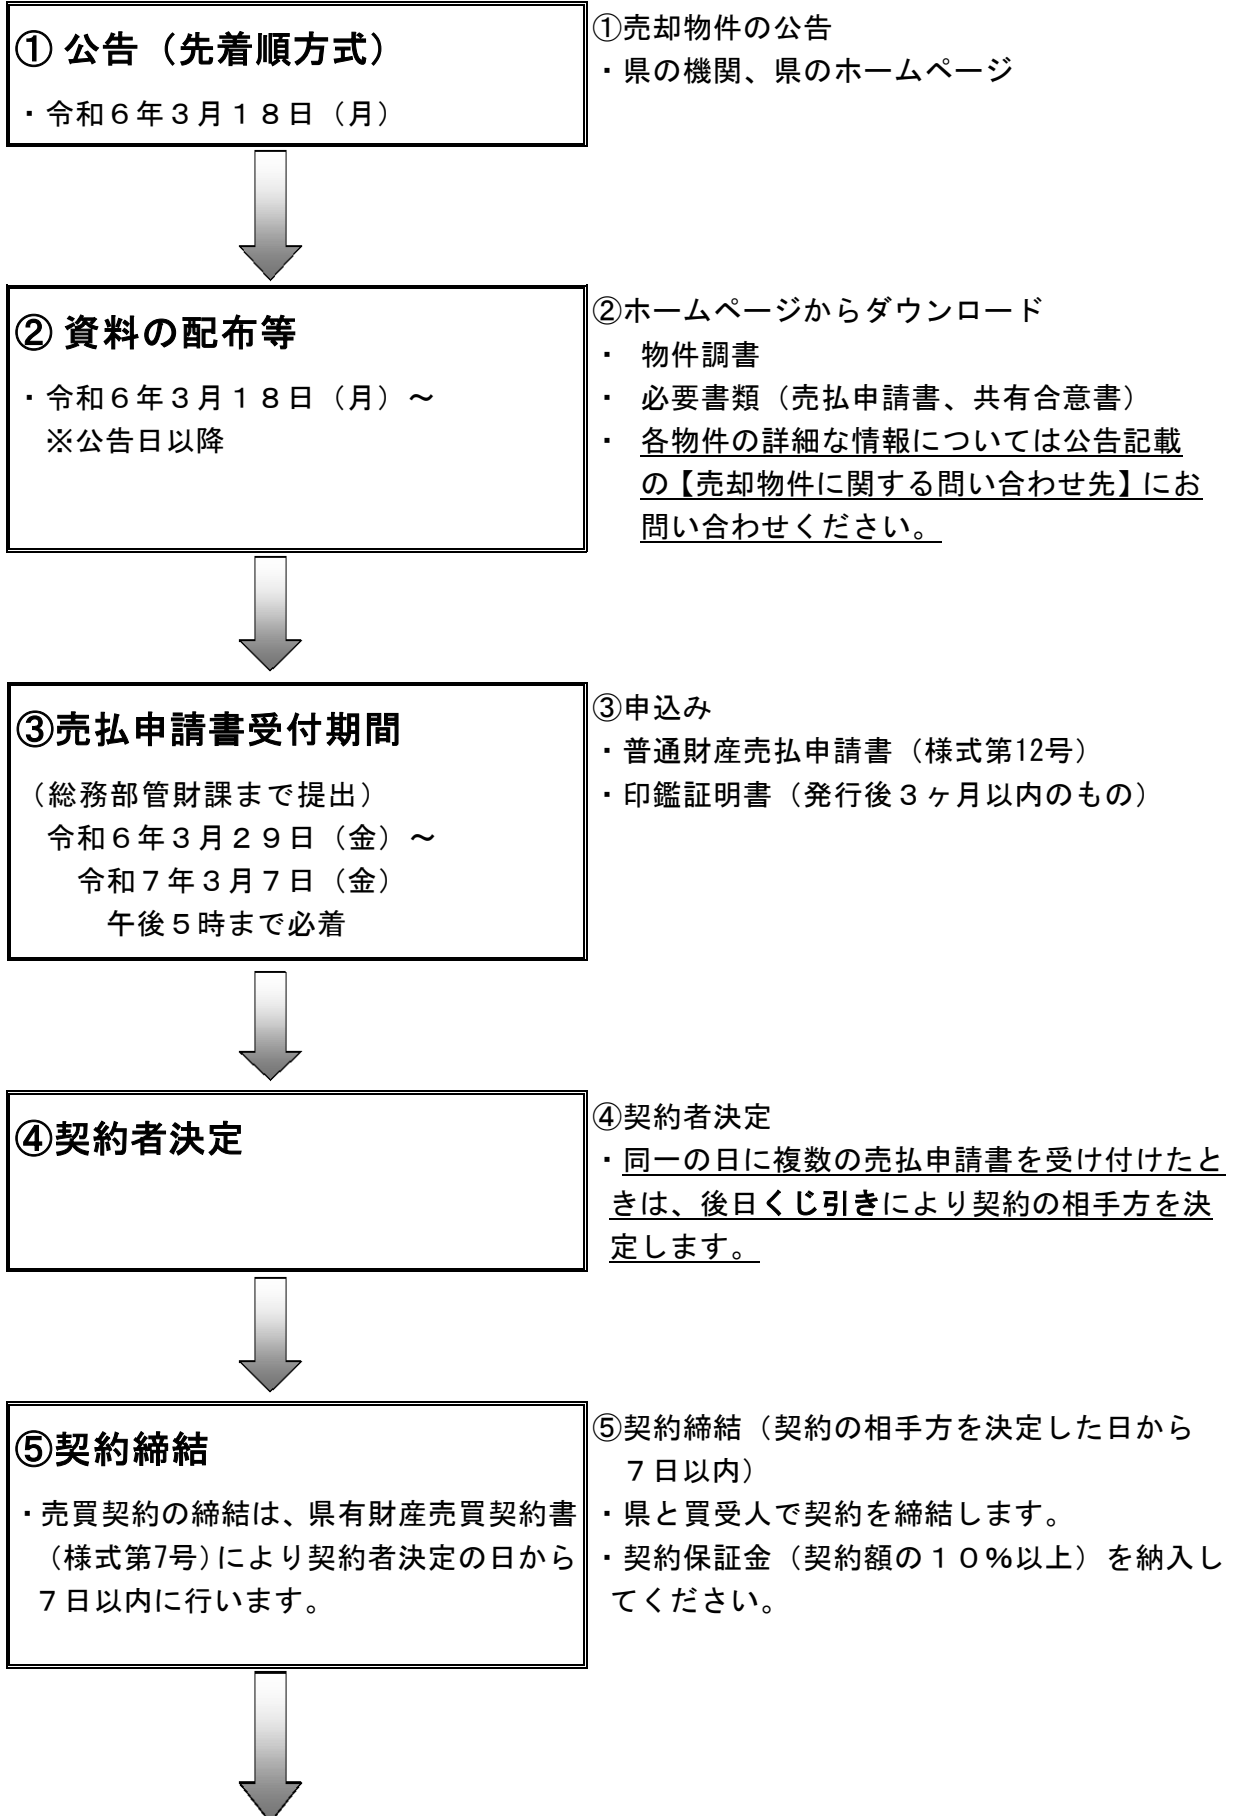 ① 公告（先着順方式）
・令和６年３月１８日（月）
①売却物件の公告
・県の機関、県のホームページ
② 資料の配布等
・令和６年３月１８日（月）～
※公告日以降
②ホームページからダウンロード
・ 物件調書
・ 必要書類（売払申請書、共有合意書）
・ 各物件の詳細な情報については公告記載
の【売却物件に関する問い合わせ先】にお
問い合わせください。
③売払申請書受付期間
（総務部管財課まで提出）
令和６年３月２９日（金）～
令和７年３月７日（金）
午後５時まで必着
③申込み
・普通財産売払申請書（様式第12号）
・印鑑証明書（発行後３ヶ月以内のもの）
④契約者決定
④契約者決定
・同一の日に複数の売払申請書を受け付けたと
きは、後日くじ引きにより契約の相手方を決
定します。
⑤契約締結
・売買契約の締結は、県有財産売買契約書
（様式第7号）により契約者決定の日から
７日以内に行います。
⑤契約締結（契約の相手方を決定した日から
７日以内）
・県と買受人で契約を締結します。
・契約保証金（契約額の１０％以上）を納入し
てください。